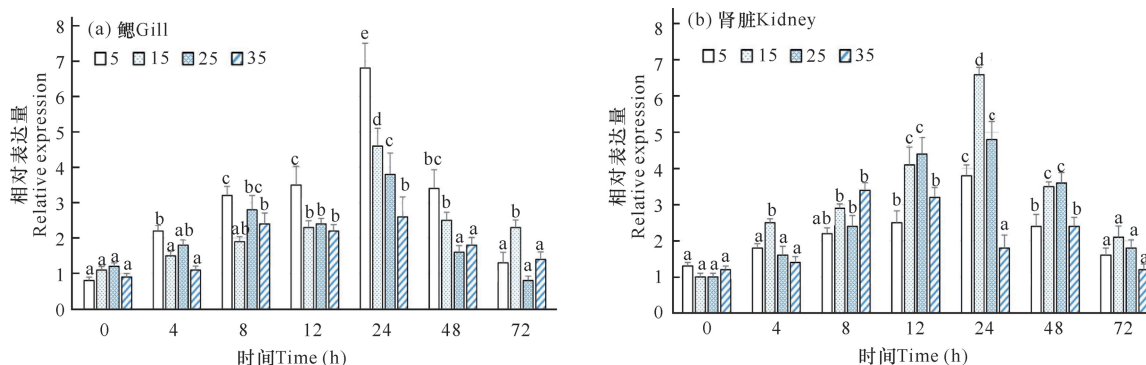 (a) 鳃Gill
5 15 25 35
相对表达量
Relative expression
8
7
6
5
4
3
2
1
0
a a a a
b a ab a
c ab bc b
c b b b
e d c b
bc b a a
a b a a
0 4 8 12 24 48 72
时间Time (h)
(b) 肾脏Kidney
5 15 25 35
相对表达量
Relative expression
8
7
6
5
4
3
2
1
0
a a a a
a b a a
ab b b b
b c c b
c d c a
b b c b
a a a a
0 4 8 12 24 48 72
时间Time (h)